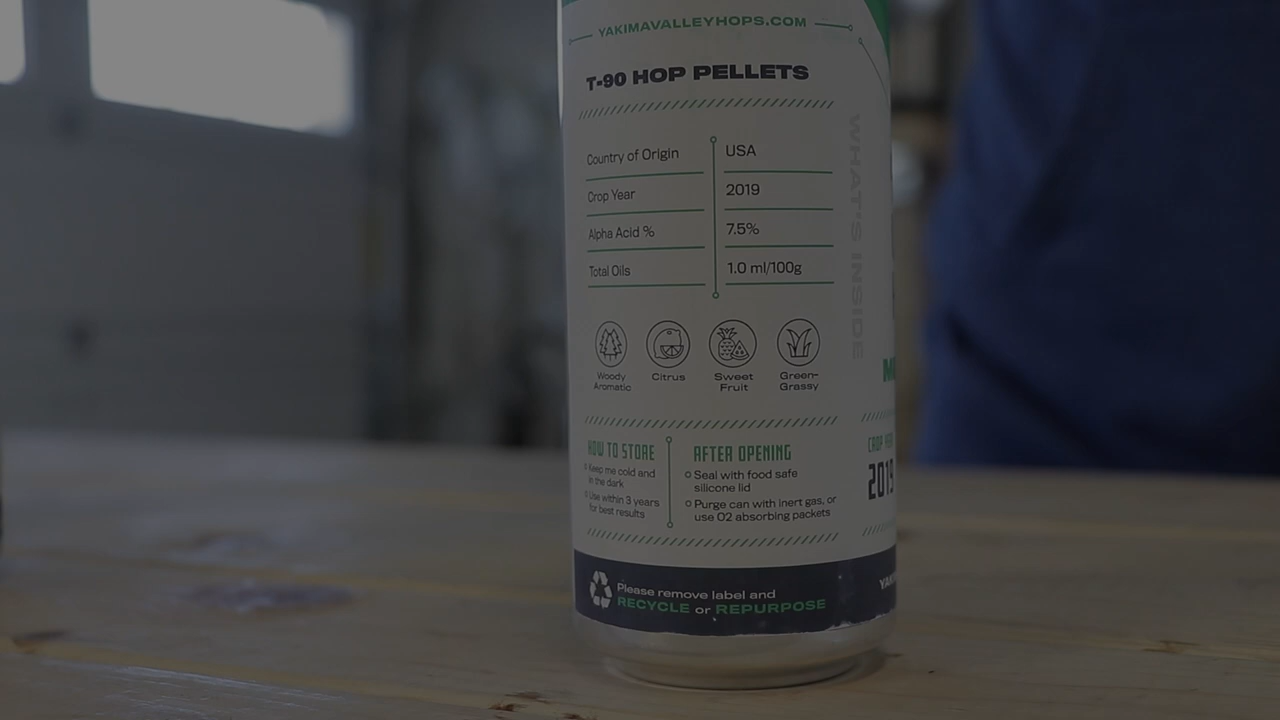 YAKIMAVALLEYHOPS.COM
T-90 HOP PELLETS
Country of Origin USA
Crop Year 2019
Alpha Acid % 7.5%
Total Oils 1.0 ml/100g
WHAT'S INSIDE
Woody
Aromatic
Citrus
Sweet
Fruit
Green-
Grassy
HOW TO STORE
Keep me cold and
in the dark
Use within 3 years
for best results
AFTER OPENING
Seal with food safe
silicone lid
Purge can with inert gas, or
use O2 absorbing packets
CROP
2019
Please remove label and
RECYCLE or REPURPOSE